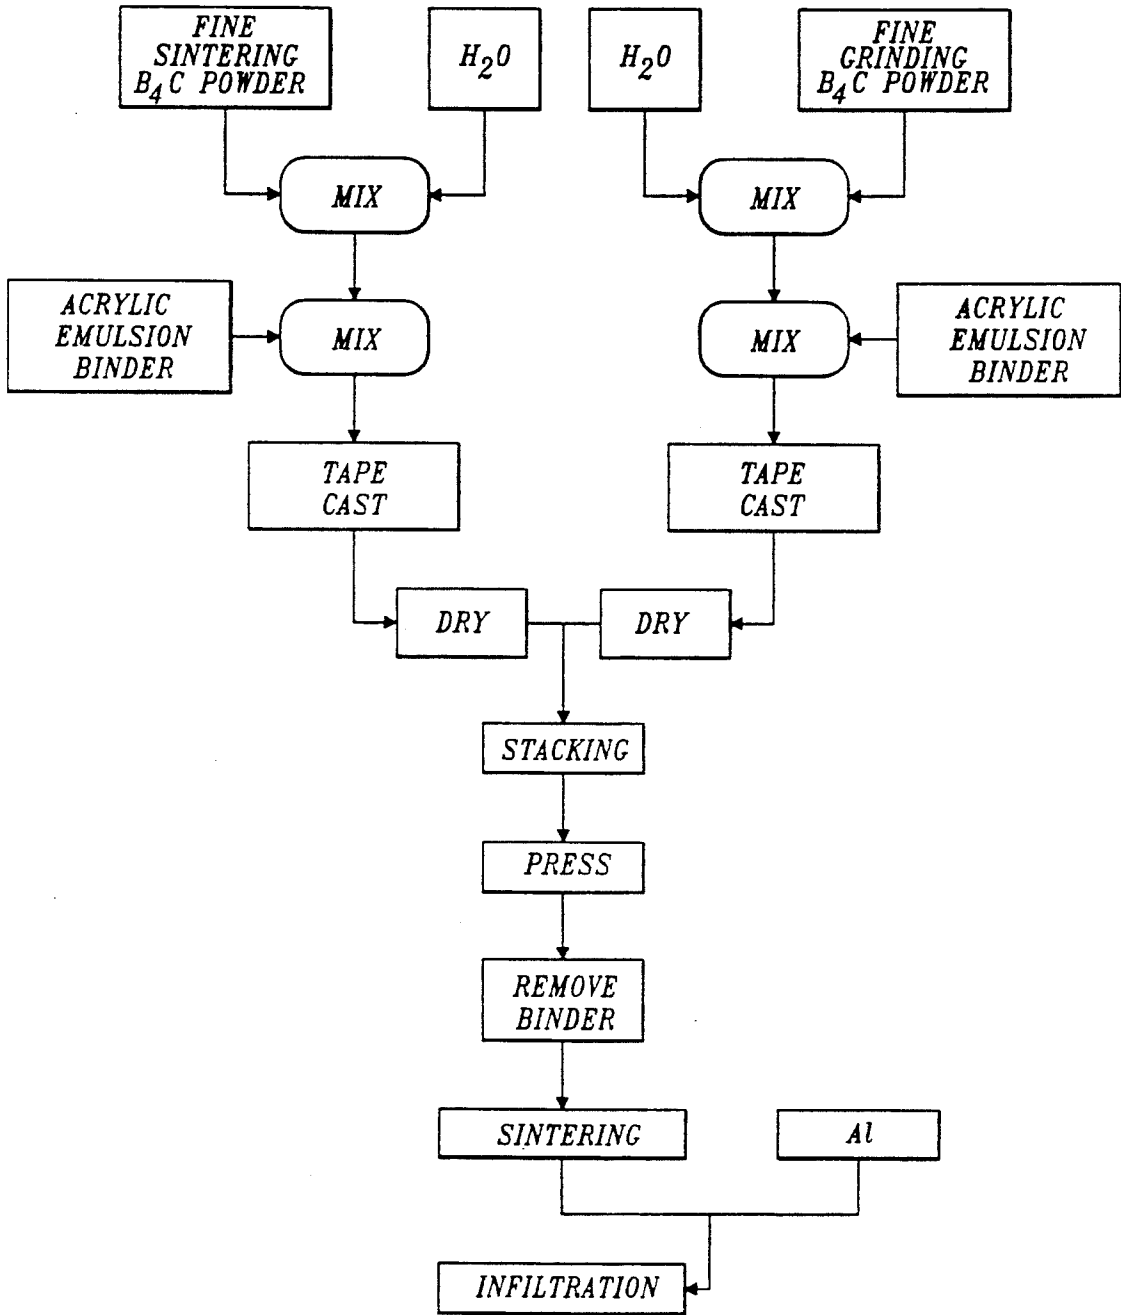 FINE
SINTERING
B₄C POWDER
H₂O
H₂O
FINE
GRINDING
B₄C POWDER
MIX
MIX
ACRYLIC
EMULSION
BINDER
MIX
MIX
ACRYLIC
EMULSION
BINDER
TAPE
CAST
TAPE
CAST
DRY
DRY
STACKING
PRESS
REMOVE
BINDER
SINTERING
Al
INFILTRATION